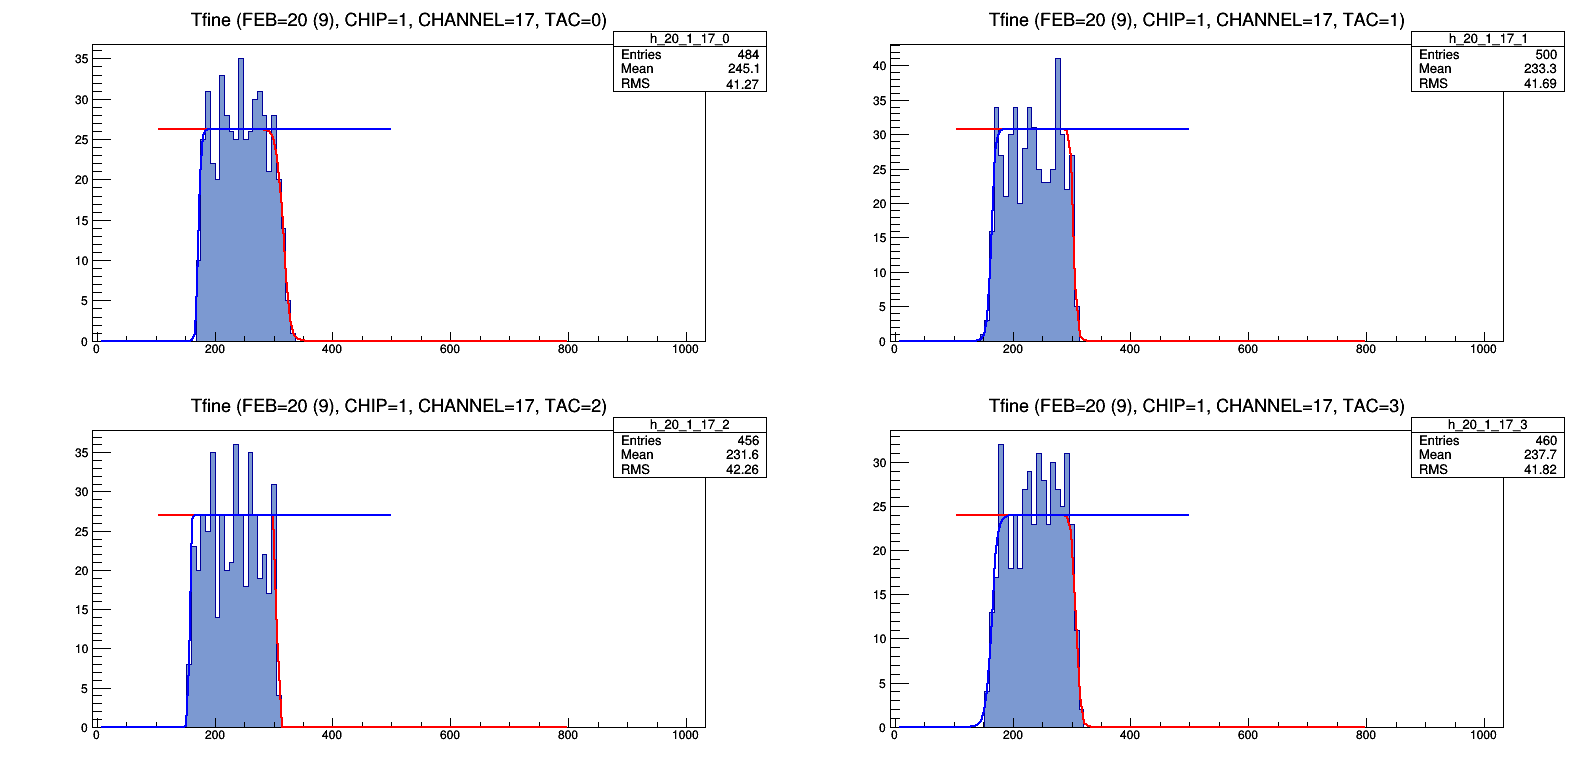 Tfine (FEB=20 (9), CHIP=1, CHANNEL=17, TAC=0)
h_20_1_17_0
Entries 484
Mean 245.1
RMS 41.27
35
30
25
20
15
10
5
0
0 200 400 600 800 1000
Tfine (FEB=20 (9), CHIP=1, CHANNEL=17, TAC=1)
h_20_1_17_1
Entries 500
Mean 233.3
RMS 41.69
40
35
30
25
20
15
10
5
0
0 200 400 600 800 1000
Tfine (FEB=20 (9), CHIP=1, CHANNEL=17, TAC=2)
h_20_1_17_2
Entries 456
Mean 231.6
RMS 42.26
35
30
25
20
15
10
5
0
0 200 400 600 800 1000
Tfine (FEB=20 (9), CHIP=1, CHANNEL=17, TAC=3)
h_20_1_17_3
Entries 460
Mean 237.7
RMS 41.82
30
25
20
15
10
5
0
0 200 400 600 800 1000